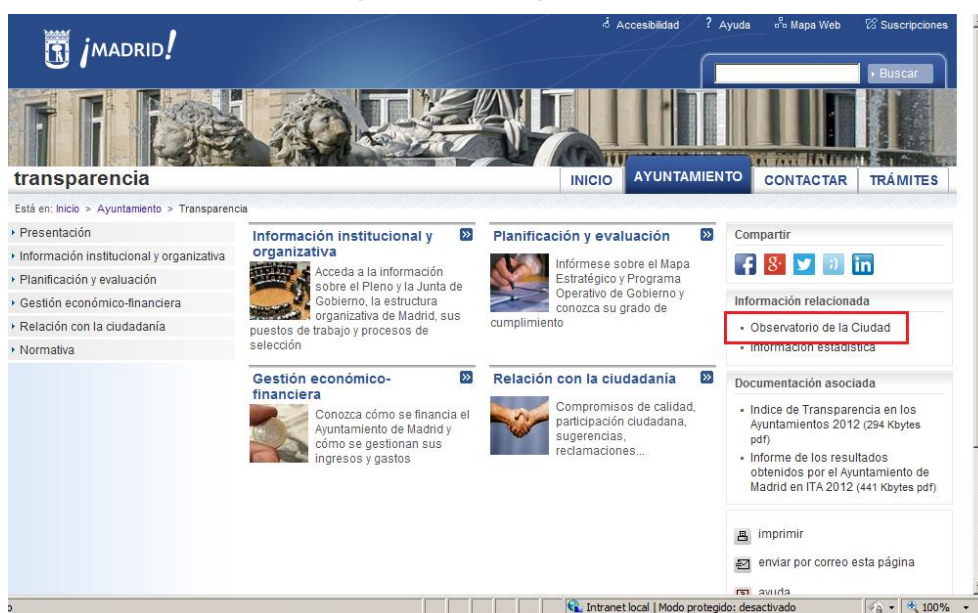 Accesibilidad ? Ayuda Mapa Web Suscripciones
¡MADRID!
Buscar
transparencia
INICIO AYUNTAMIENTO CONTACTAR TRÁMITES
Está en: Inicio > Ayuntamiento > Transparencia
Presentación
Información institucional y organizativa
Planificación y evaluación
Gestión económico-financiera
Relación con la ciudadanía
Normativa
Información institucional y
organizativa
Acceda a la información
sobre el Pleno y la Junta de
Gobierno, la estructura
organizativa de Madrid, sus
puestos de trabajo y procesos de
selección
Planificación y evaluación
Infórmese sobre el Mapa
Estratégico y Programa
Operativo de Gobierno y
conozca su grado de
cumplimiento
Gestión económico-
financiera
Conozca cómo se financia el
Ayuntamiento de Madrid y
cómo se gestionan sus
ingresos y gastos
Relación con la ciudadanía
Compromisos de calidad,
participación ciudadana,
sugerencias,
reclamaciones...
Compartir
Información relacionada
Observatorio de la Ciudad
Información estadística
Documentación asociada
Indice de Transparencia en los
Ayuntamientos 2012 (294 Kbytes
pdf)
Informe de los resultados
obtenidos por el Ayuntamiento de
Madrid en ITA 2012 (441 Kbytes pdf)
imprimir
enviar por correo esta página
ayuda
Intranet local | Modo protegido: desactivado 100%